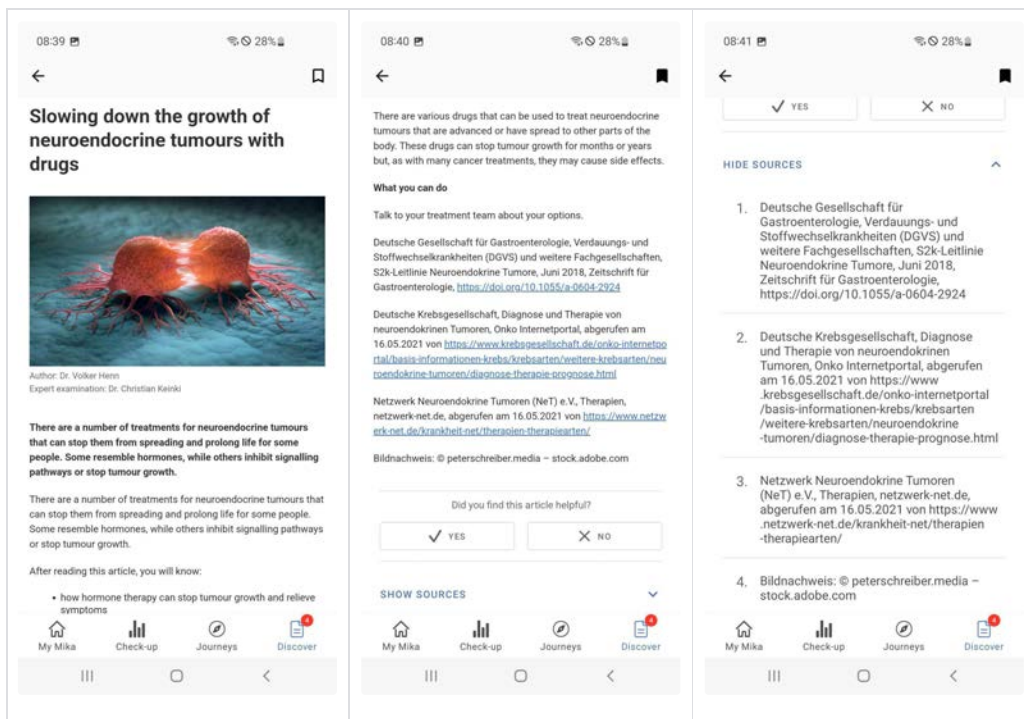 08:39
28%
Slowing down the growth of
neuroendocrine tumours with
drugs
Author: Dr. Volker Henn
Expert examination: Dr. Christian Keinki
There are a number of treatments for neuroendocrine tumours
that can stop them from spreading and prolong life for some
people. Some resemble hormones, while others inhibit signalling
pathways or stop tumour growth.
There are a number of treatments for neuroendocrine tumours that
can stop them from spreading and prolong life for some people.
Some resemble hormones, while others inhibit signalling pathways
or stop tumour growth.
After reading this article, you will know:
• how hormone therapy can stop tumour growth and relieve
symptoms
4
My Mika
Check-up
Journeys
Discover
08:40
28%
There are various drugs that can be used to treat neuroendocrine
tumours that are advanced or have spread to other parts of the
body. These drugs can stop tumour growth for months or years
but, as with many cancer treatments, they may cause side effects.
What you can do
Talk to your treatment team about your options.
Deutsche Gesellschaft für Gastroenterologie, Verdauungs- und
Stoffwechselkrankheiten (DGVS) und weitere Fachgesellschaften,
S2k-Leitlinie Neuroendokrine Tumore, Juni 2018, Zeitschrift für
Gastroenterologie, https://doi.org/10.1055/a-0604-2924
Deutsche Krebsgesellschaft, Diagnose und Therapie von
neuroendokrinen Tumoren, Onko Internetportal, abgerufen am
16.05.2021 von https://www.krebsgesellschaft.de/onko-internetpo
rtal/basis-informationen-krebs/krebsarten/weitere-krebsarten/neu
roendokrine-tumoren/diagnose-therapie-prognose.html
Netzwerk Neuroendokrine Tumoren (NeT) e.V., Therapien,
netzwerk-net.de, abgerufen am 16.05.2021 von https://www.netzw
erk-net.de/krankheit-net/therapien-therapiearten/
Bildnachweis: © peterschreiber.media – stock.adobe.com
Did you find this article helpful?
YES
NO
SHOW SOURCES
4
My Mika
Check-up
Journeys
Discover
08:41
28%
YES
NO
HIDE SOURCES
1. Deutsche Gesellschaft für
Gastroenterologie, Verdauungs- und
Stoffwechselkrankheiten (DGVS) und
weitere Fachgesellschaften, S2k-Leitlinie
Neuroendokrine Tumore, Juni 2018,
Zeitschrift für Gastroenterologie,
https://doi.org/10.1055/a-0604-2924
2. Deutsche Krebsgesellschaft, Diagnose
und Therapie von neuroendokrinen
Tumoren, Onko Internetportal, abgerufen
am 16.05.2021 von https://www
.krebsgesellschaft.de/onko-internetportal
/basis-informationen-krebs/krebsarten
/weitere-krebsarten/neuroendokrine
-tumoren/diagnose-therapie-prognose.html
3. Netzwerk Neuroendokrine Tumoren
(NeT) e.V., Therapien, netzwerk-net.de,
abgerufen am 16.05.2021 von https://www
.netzwerk-net.de/krankheit-net/therapien
-therapiearten/
4. Bildnachweis: © peterschreiber.media –
stock.adobe.com
4
My Mika
Check-up
Journeys
Discover